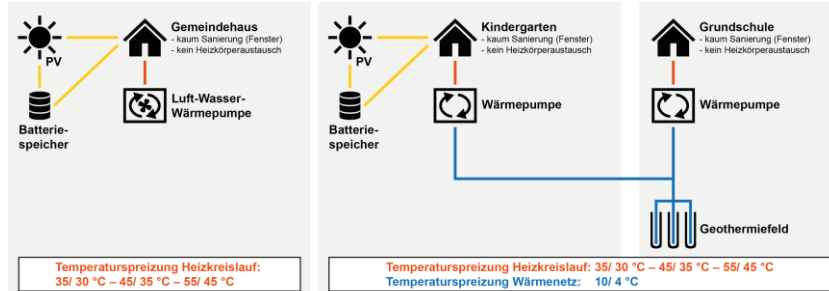 Gemeindehaus
- kaum Sanierung (Fenster)
- kein Heizkörperaustausch
PV
Luft-Wasser-
Wärmepumpe
Batterie-
speicher
Temperaturspreizung Heizkreislauf:
35/ 30 °C – 45/ 35 °C – 55/ 45 °C
Kindergarten
- kaum Sanierung (Fenster)
- kein Heizkörperaustausch
PV
Wärmepumpe
Batterie-
speicher
Grundschule
- kaum Sanierung (Fenster)
- kein Heizkörperaustausch
Wärmepumpe
Geothermiefeld
Temperaturspreizung Heizkreislauf: 35/ 30 °C – 45/ 35 °C – 55/ 45 °C
Temperaturspreizung Wärmenetz: 10/ 4 °C